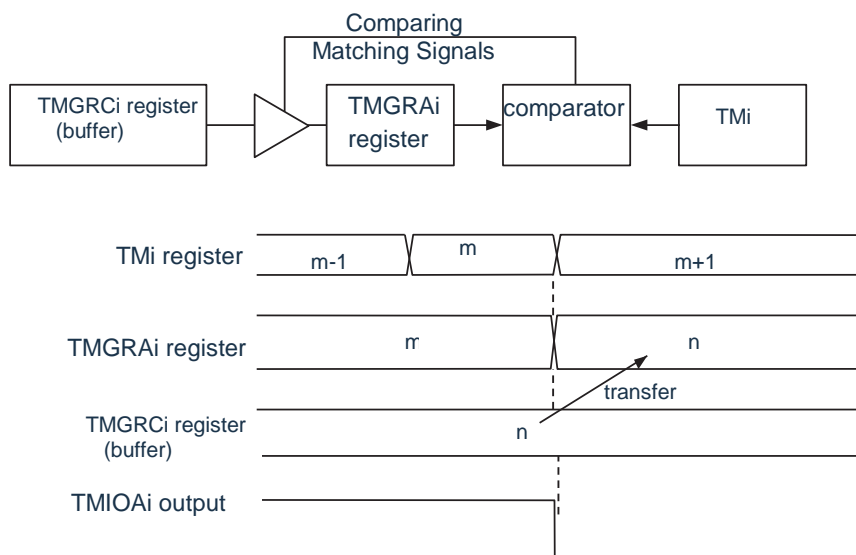 Comparing
Matching Signals
TMGRCi register
(buffer)
TMGRAi
register
comparator
TMi
TMi register
m-1
m
m+1
TMGRAi register
m
n
transfer
TMGRCi register
(buffer)
n
TMIOAi output